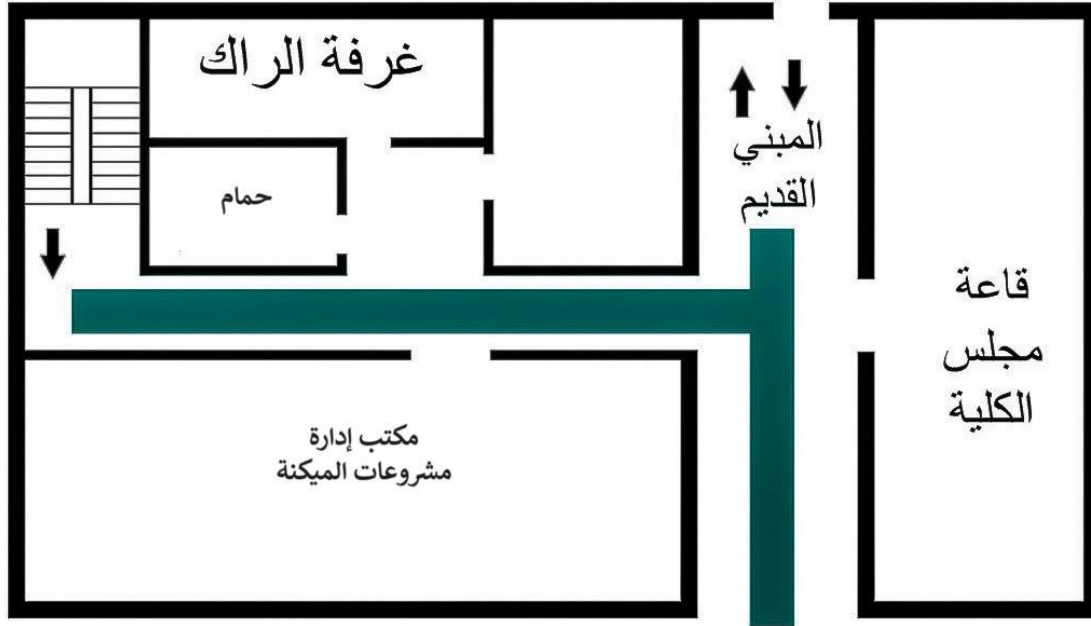 غرفة الراك
حمام
المبني
القديم
قاعة
مجلس
الكلية
مكتب إدارة
مشروعات الميكنة